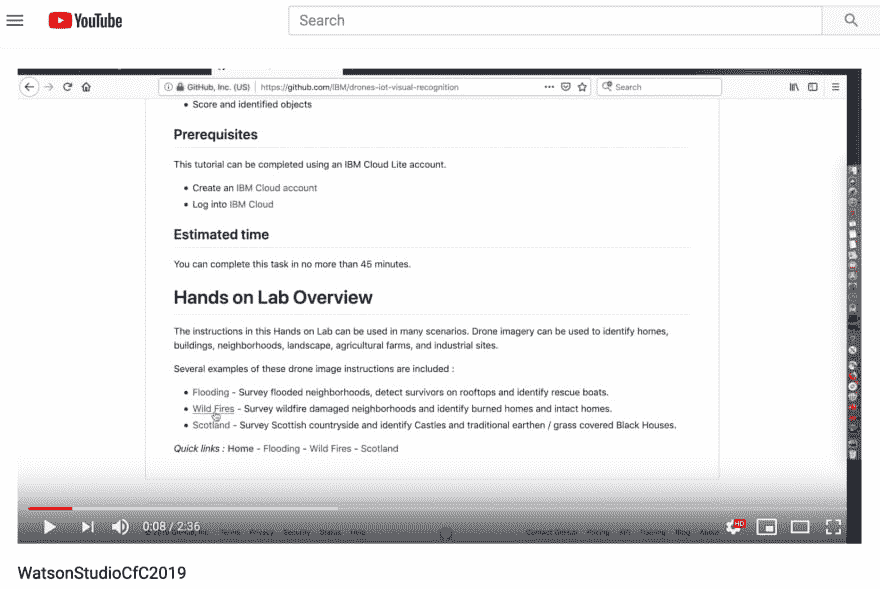 YouTube
Search
GitHub, Inc. (US)
https://github.com/IBM/drones-iot-visual-recognition
Search
• Score and identified objects
Prerequisites
This tutorial can be completed using an IBM Cloud Lite account.
• Create an IBM Cloud account
• Log into IBM Cloud
Estimated time
You can complete this task in no more than 45 minutes.
Hands on Lab Overview
The instructions in this Hands on Lab can be used in many scenarios. Drone imagery can be used to identify homes,
buildings, neighborhoods, landscape, agricultural farms, and industrial sites.
Several examples of these drone image instructions are included :
• Flooding - Survey flooded neighborhoods, detect survivors on rooftops and identify rescue boats.
• Wild Fires - Survey wildfire damaged neighborhoods and identify burned homes and intact homes.
• Scotland - Survey Scottish countryside and identify Castles and traditional earthen / grass covered Black Houses.
Quick links : Home - Flooding - Wild Fires - Scotland
© 2019 GitHub, Inc. Terms Privacy Security Status Help Contact GitHub Pricing API Training Blog About
0:08 / 2:36
HD
WatsonStudioCfC2019